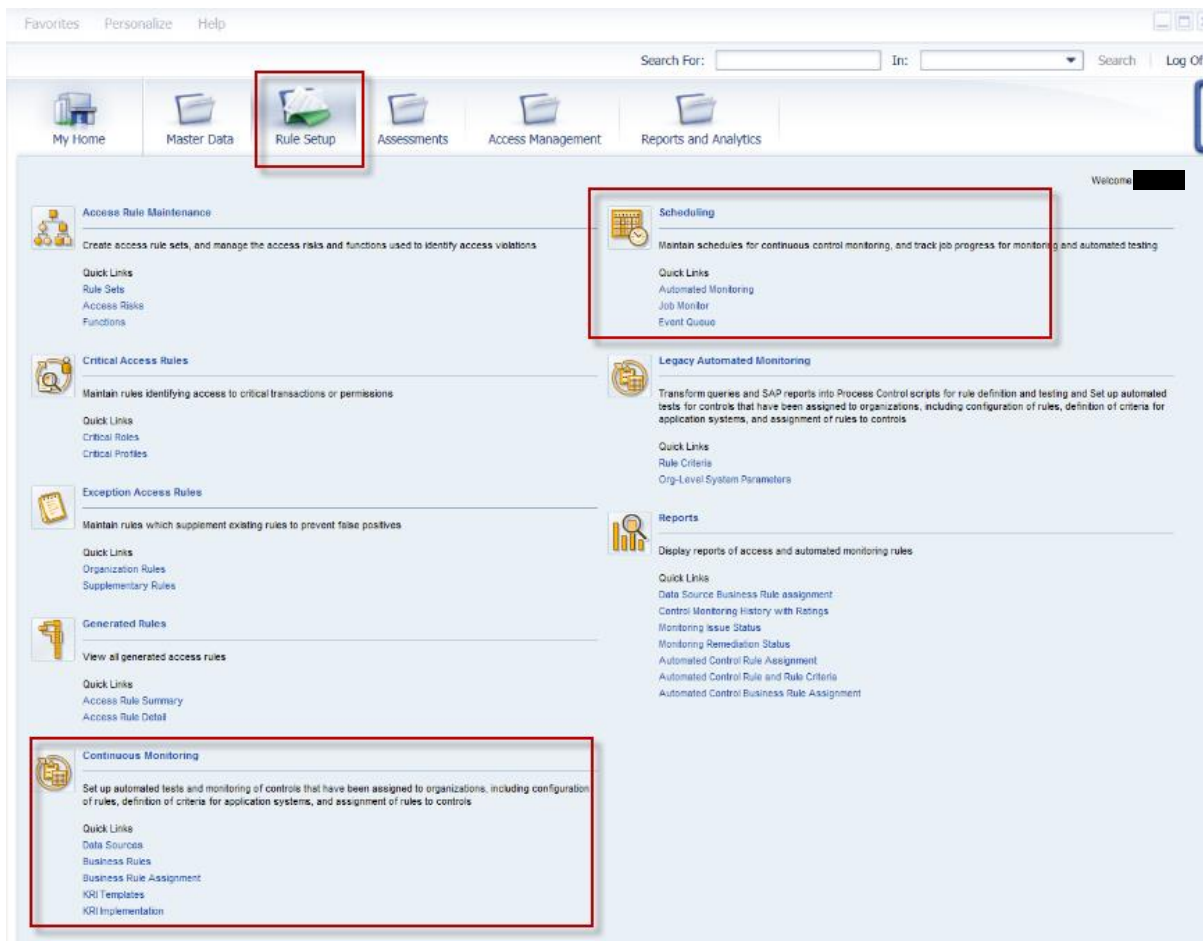 Favorites Personalize Help
Search For: In: Search Log Of
My Home Master Data Rule Setup Assessments Access Management Reports and Analytics
Welcome
Access Rule Maintenance
Create access rule sets, and manage the access risks and functions used to identify access violations
Quick Links
Rule Sets
Access Risks
Functions
Critical Access Rules
Maintain rules identifying access to critical transactions or permissions
Quick Links
Critical Roles
Critical Profiles
Exception Access Rules
Maintain rules which supplement existing rules to prevent false positives
Quick Links
Organization Rules
Supplementary Rules
Generated Rules
View all generated access rules
Quick Links
Access Rule Summary
Access Rule Detail
Continuous Monitoring
Set up automated tests and monitoring of controls that have been assigned to organizations, including configuration
of rules, definition of criteria for application systems, and assignment of rules to controls
Quick Links
Data Sources
Business Rules
Business Rule Assignment
KRI Templates
KRI Implementation
Scheduling
Maintain schedules for continuous control monitoring, and track job progress for monitoring and automated testing
Quick Links
Automated Monitoring
Job Monitor
Event Queue
Legacy Automated Monitoring
Transform queries and SAP reports into Process Control scripts for rule definition and testing and Set up automated
tests for controls that have been assigned to organizations, including configuration of rules, definition of criteria for
application systems, and assignment of rules to controls
Quick Links
Rule Criteria
Org-Level System Parameters
Reports
Display reports of access and automated monitoring rules
Quick Links
Data Source Business Rule assignment
Control Monitoring History with Ratings
Monitoring Issue Status
Monitoring Remediation Status
Automated Control Rule Assignment
Automated Control Rule and Rule Criteria
Automated Control Business Rule Assignment